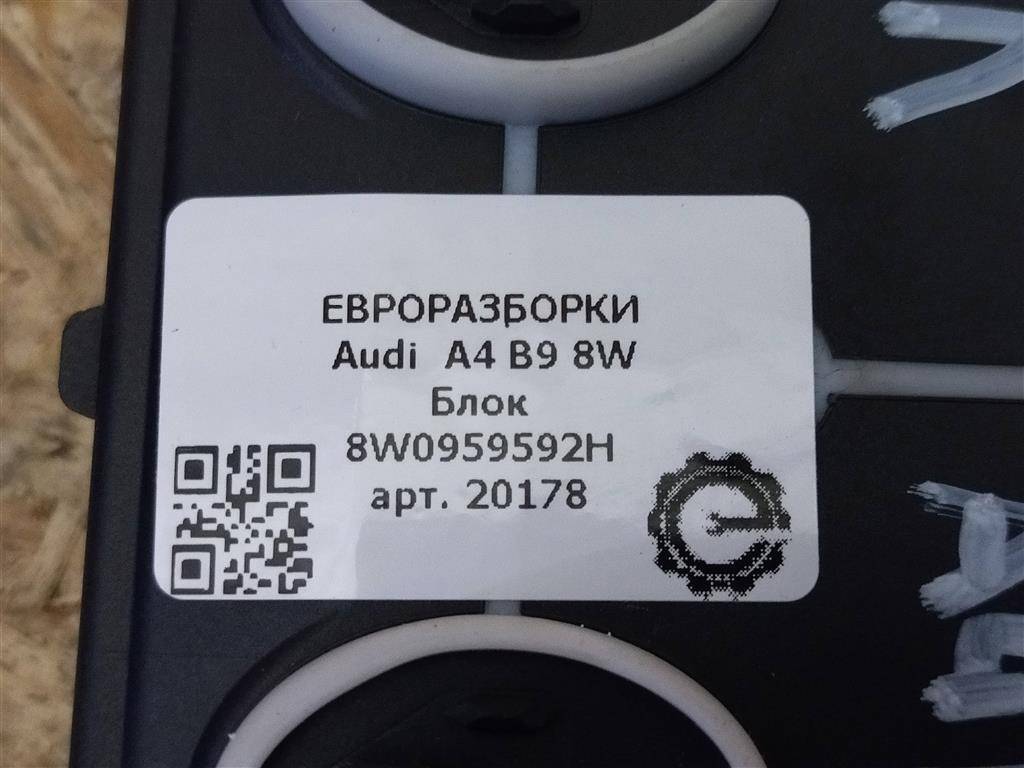 ЕВРОРАЗБОРКИ
Audi A4 B9 8W
Блок
8W0959592H
арт. 20178